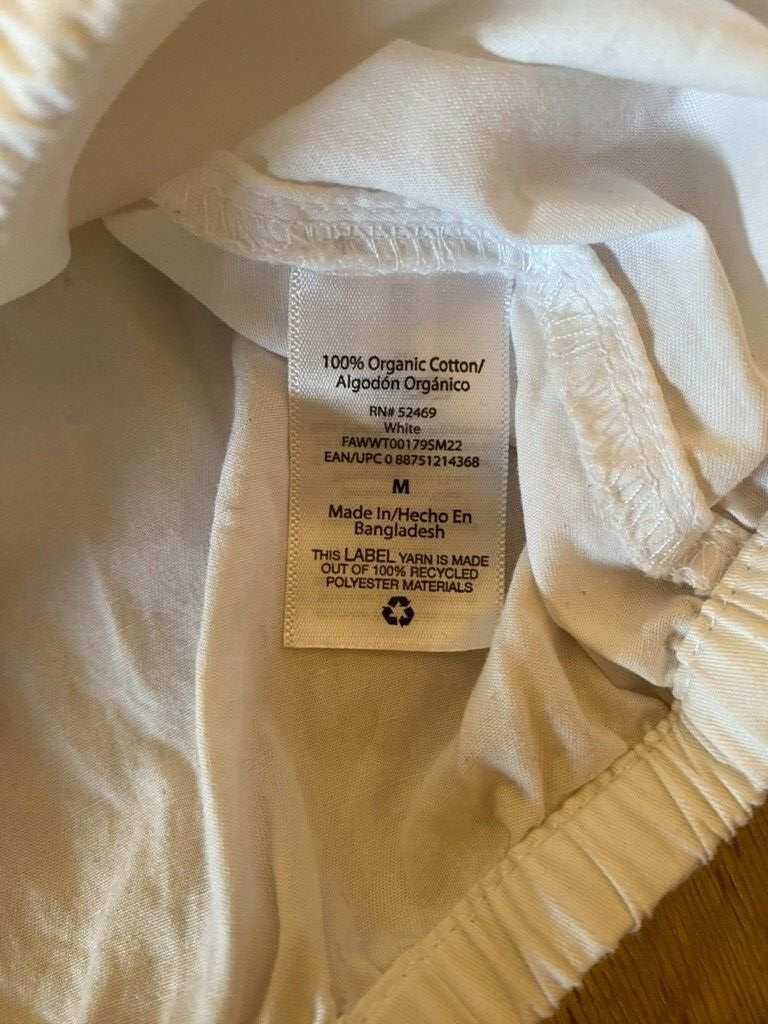 100% Organic Cotton/
Algodón Orgánico
RN# 52469
White
FAWWT00179SM22
EAN/UPC 0 88751214368
M
Made In/Hecho En
Bangladesh
THIS LABEL YARN IS MADE
OUT OF 100% RECYCLED
POLYESTER MATERIALS